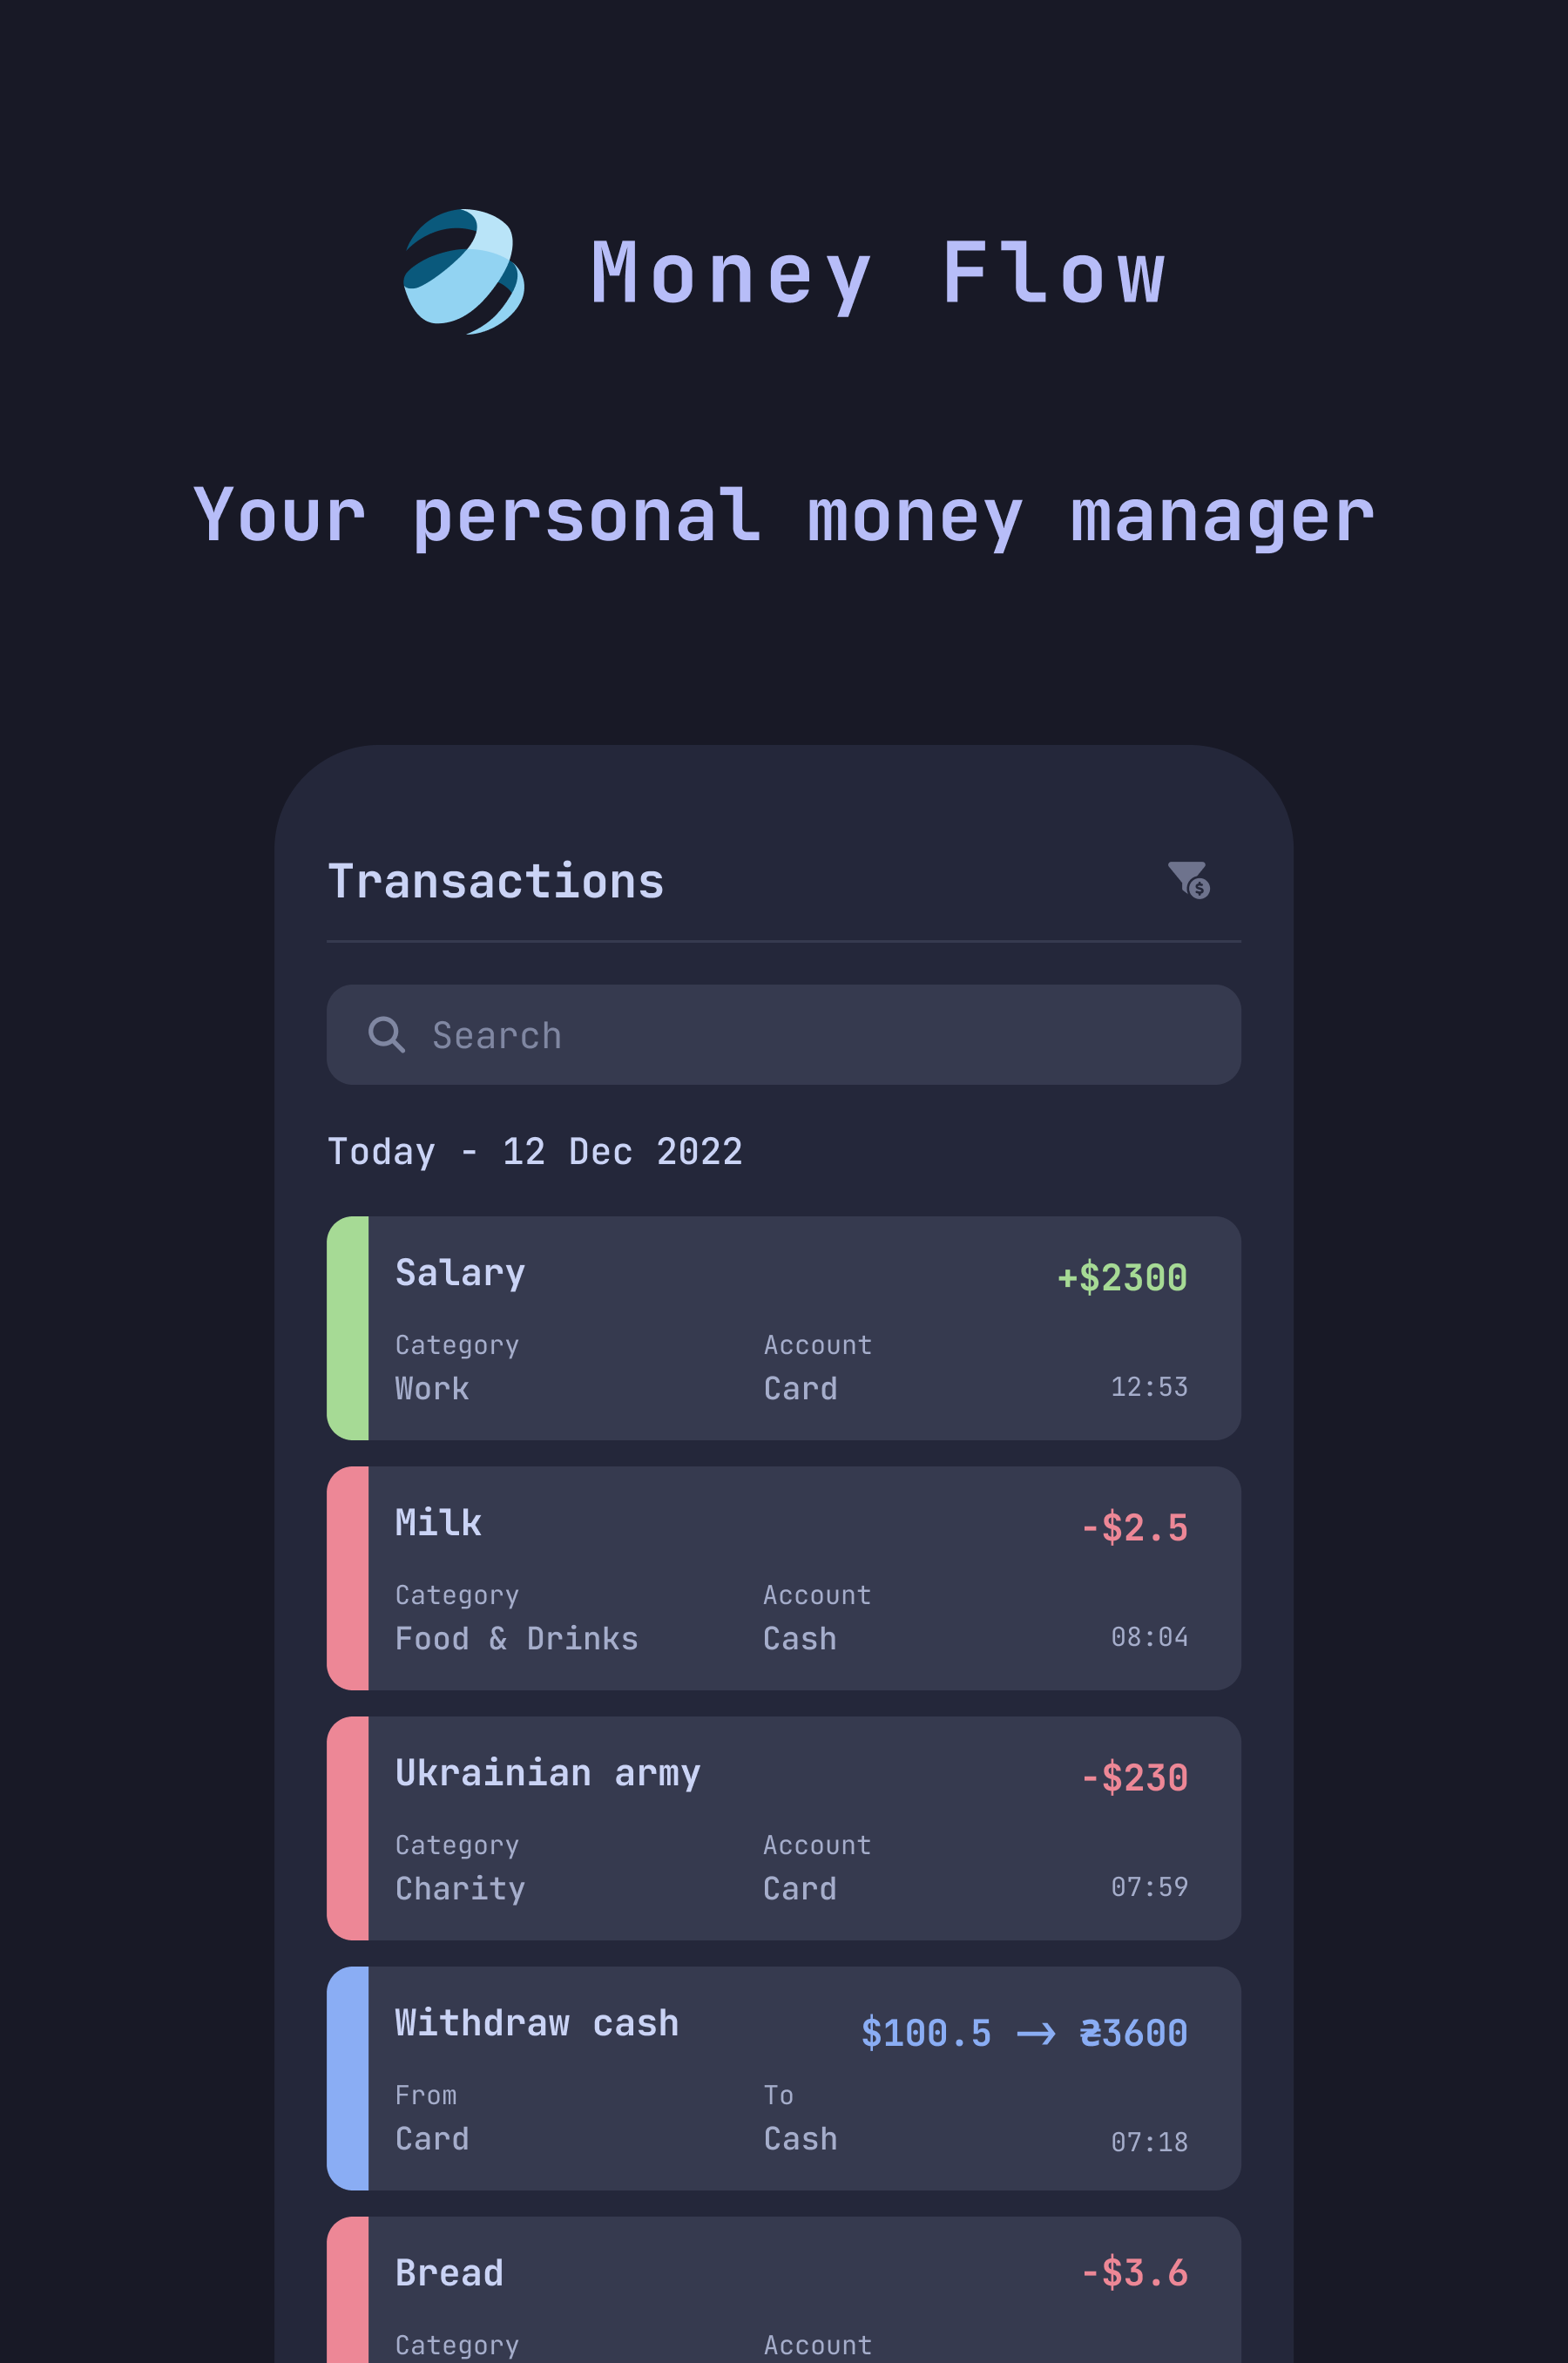 Money Flow
Your personal money manager
Transactions
Search
Today - 12 Dec 2022
Salary +$2300
Category Account
Work Card 12:53
Milk -$2.5
Category Account
Food & Drinks Cash 08:04
Ukrainian army -$230
Category Account
Charity Card 07:59
Withdraw cash $100.5 → ₴3600
From To
Card Cash 07:18
Bread -$3.6
Category Account